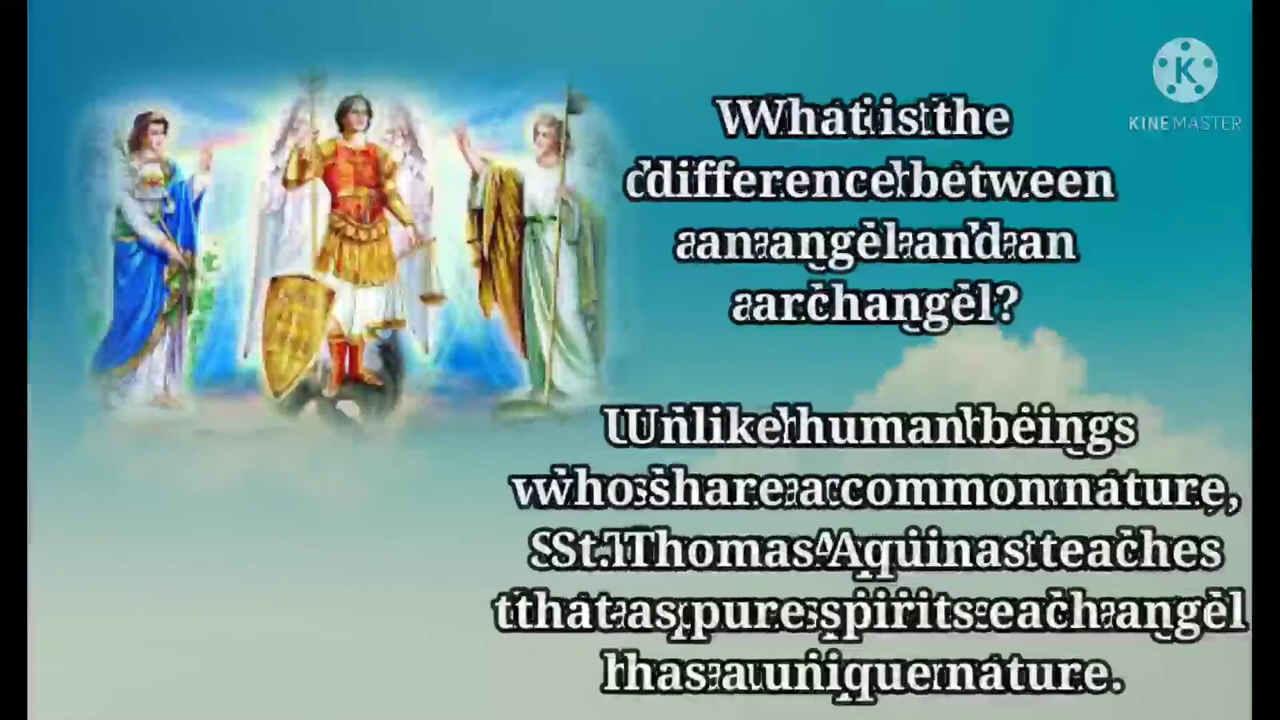 What is the
difference between
an angel and an
archangel?
Unlike human beings
who share a common nature,
St. Thomas Aquinas teaches
that as pure spirits each angel
has a unique nature.
K
KINEMASTER